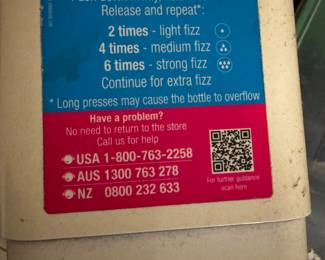 Release and repeat*:
2 times - light fizz
4 times - medium fizz
6 times - strong fizz
Continue for extra fizz
* Long presses may cause the bottle to overflow
Have a problem?
No need to return to the store
Call us for help
USA 1-800-763-2258
AUS 1300 763 278
NZ 0800 232 633
For further guidance
scan here